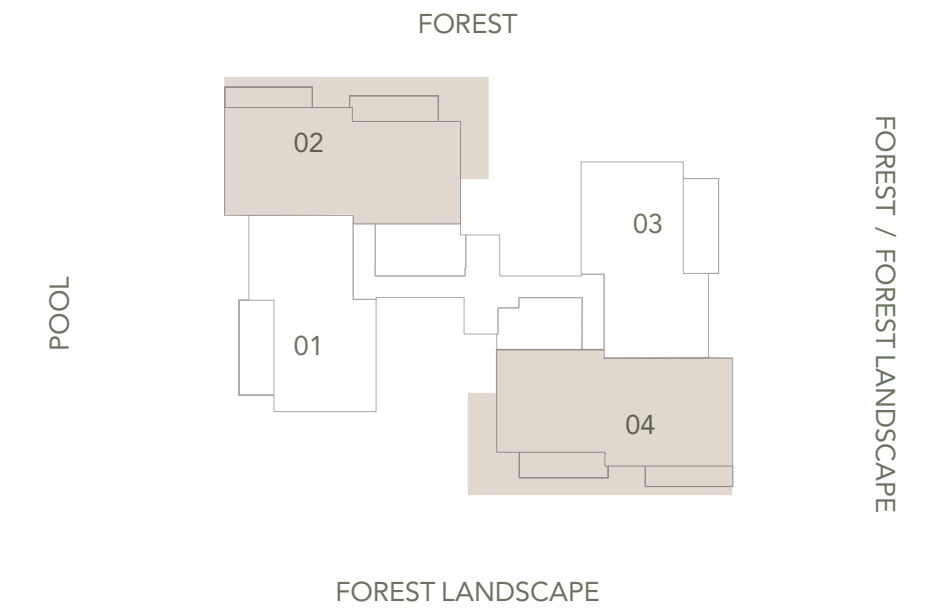 FOREST
02
03
FOREST / FOREST LANDSCAPE
POOL
01
04
FOREST LANDSCAPE